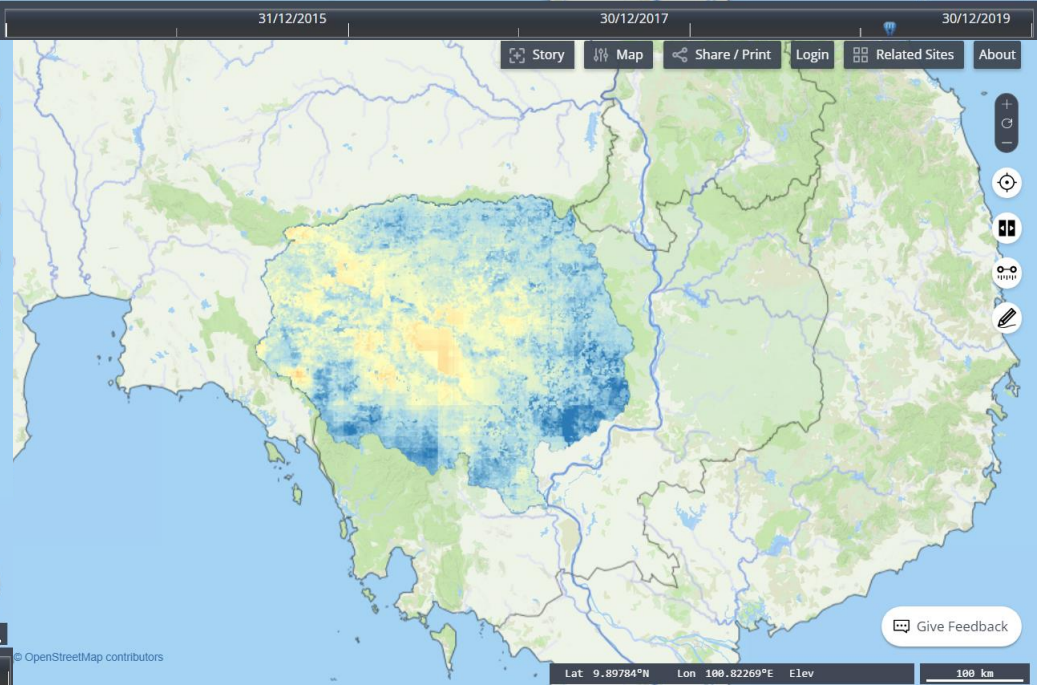 31/12/2015 30/12/2017 30/12/2019
Story Map Share / Print Login Related Sites About
Give Feedback
© OpenStreetMap contributors
Lat 9.89784°N Lon 100.82269°E Elev 100 km